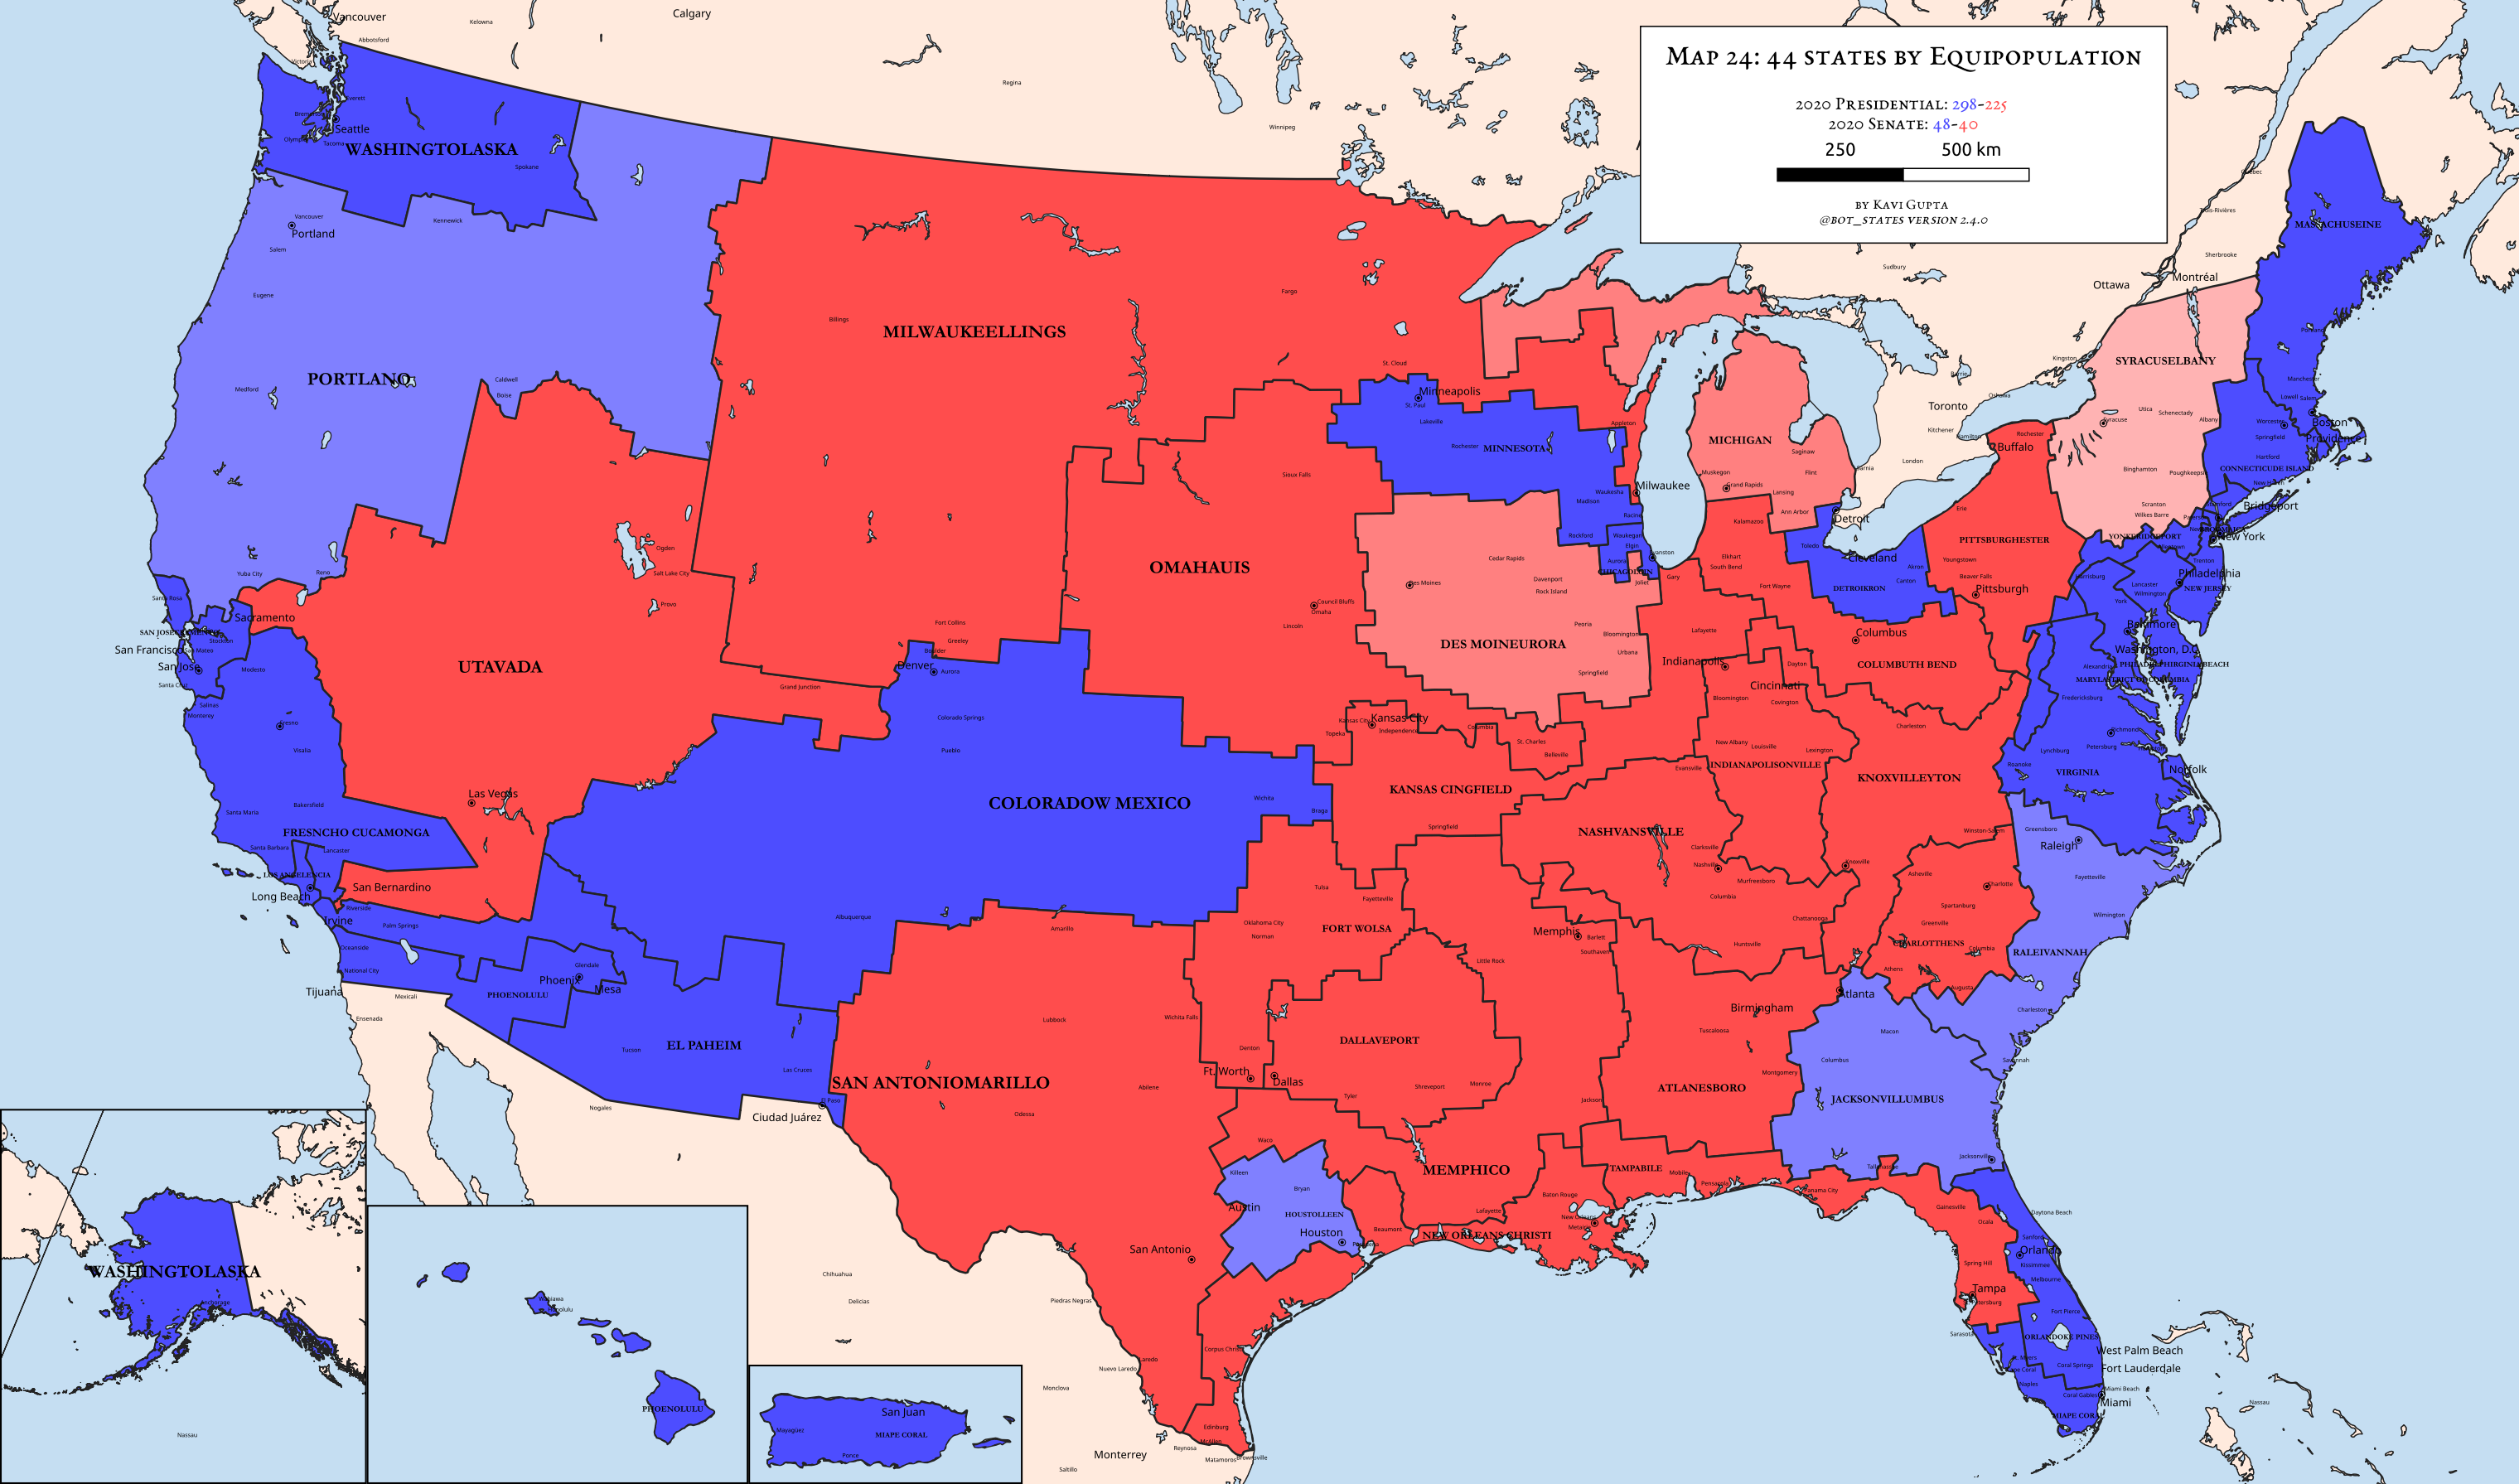 Map 24: 44 states by Equipopulation
2020 Presidential: 298-225
2020 Senate: 48-40
250 500 km
by Kavi Gupta
@bot_states version 2.4.0
Vancouver
Kelowna
Calgary
Abbotsford
Victoria
Regina
Winnipeg
Everett
Seattle
Tacoma
WASHINGTOLASKA
Spokane
Vancouver
Portland
Kennewick
Salem
Eugene
Medford
PORTLANO
Caldwell
Boise
Yuba City
Reno
Billings
MILWAUKEELLINGS
Fargo
St. Cloud
Minneapolis
St. Paul
Lakeville
Rochester
MINNESOTA
Appleton
Milwaukee
Waukesha
Madison
Racine
Rockford
Waukegan
Elgin
Evanston
Aurora
Joliet
Sioux Falls
OMAHAUIS
Council Bluffs
Omaha
Lincoln
Des Moines
Cedar Rapids
Davenport
Rock Island
Peoria
Bloomington
Urbana
Springfield
DES MOINEURORA
MICHIGAN
Saginaw
Muskegon
Grand Rapids
Flint
Lansing
Ann Arbor
Detroit
Kalamazoo
Elkhart
South Bend
Gary
Fort Wayne
Toledo
Cleveland
Akron
Canton
DETROIKRON
Sudbury
Barrie
Oshawa
Toronto
Kitchener
Hamilton
London
Sarnia
Ottawa
Montréal
Sherbrooke
Trois-Rivières
Quebec
Kingston
MASSACHUSEINE
Portland
Manchester
Lowell
Salem
Boston
Worcester
Springfield
Providence
Hartford
CONNECTICUDE ISLAND
New Haven
Bridgeport
SYRACUSELBANY
Utica
Schenectady
Albany
Syracuse
Binghamton
Poughkeepsie
Scranton
Wilkes Barre
Rochester
Buffalo
Erie
PITTSBURGHESTER
Youngstown
Beaver Falls
Pittsburgh
YONKERIDGEPORT
New York
Trenton
Philadelphia
NEW JERSEY
Harrisburg
Lancaster
Wilmington
York
Baltimore
Washington, D.C.
PHILADELPHIRGINIA BEACH
Alexandria
MARYLASTRICT OF COLUMBIA
Fredericksburg
Richmond
Lynchburg
Petersburg
Roanoke
VIRGINIA
Norfolk
Columbus
COLUMBUTH BEND
Lafayette
Indianapolis
Dayton
Cincinnati
Bloomington
Covington
Charleston
New Albany
Louisville
Lexington
INDIANAPOLISONVILLE
Evansville
KNOXVILLEYTON
Winston-Salem
Knoxville
Ogden
Salt Lake City
Provo
UTAVADA
Grand Junction
Las Vegas
Fort Collins
Greeley
Boulder
Denver
Aurora
Colorado Springs
Pueblo
COLORADOW MEXICO
Wichita
Albuquerque
Santa Rosa
Sacramento
Stockton
San Francisco
San Mateo
San Jose
Santa Cruz
Modesto
Salinas
Monterey
Fresno
Visalia
Bakersfield
Santa Maria
FRESNCHO CUCAMONGA
Santa Barbara
Lancaster
LOS ANGELENCIA
San Bernardino
Long Beach
Riverside
Irvine
Palm Springs
Oceanside
National City
Tijuana
Mexicali
Ensenada
Glendale
Phoenix
Mesa
PHOENOLULU
EL PAHEIM
Tucson
Las Cruces
Nogales
El Paso
Ciudad Juárez
Topeka
Kansas City
Kansas City
Independence
Columbia
St. Charles
Belleville
KANSAS CINGFIELD
Springfield
Tulsa
Fayetteville
Oklahoma City
Norman
FORT WOLSA
Amarillo
Lubbock
Wichita Falls
Denton
Ft. Worth
Dallas
Abilene
Odessa
SAN ANTONIOMARILLO
DALLAVEPORT
Tyler
Shreveport
Monroe
Waco
Killeen
Bryan
Austin
HOUSTOLLEEN
Houston
San Antonio
Beaumont
Lafayette
Baton Rouge
New Orleans
NEW ORLEANS CHRISTI
Corpus Christi
Laredo
Nuevo Laredo
Edinburg
McAllen
Reynosa
Matamoros
Brownsville
Monterrey
Saltillo
Monclova
Piedras Negras
Chihuahua
Delicias
MEMPHICO
Little Rock
Memphis
Barlett
Southaven
Jackson
NASHVANSVILLE
Clarksville
Nashville
Murfreesboro
Columbia
Chattanooga
Huntsville
Birmingham
Tuscaloosa
Montgomery
ATLANESBORO
TAMPABILE
Mobile
Pensacola
Panama City
Atlanta
Athens
Macon
Columbus
JACKSONVILLUMBUS
Tallahassee
Jacksonville
Asheville
Charlotte
Spartanburg
Greenville
CHARLOTTHENS
Columbia
Augusta
Greensboro
Raleigh
Fayetteville
Wilmington
RALEIVANNAH
Charleston
Savannah
Gainesville
Ocala
Daytona Beach
Sanford
Orlando
Kissimmee
Melbourne
Spring Hill
Tampa
Fort Pierce
Sarasota
ORLANDOKE PINES
West Palm Beach
Ft. Myers
Cape Coral
Coral Springs
Fort Lauderdale
Naples
Coral Gables
Miami Beach
Miami
MIAPE CORAL
Nassau
WASHINGTOLASKA
Anchorage
Nassau
Wahiawa
Honolulu
PHOENOLULU
San Juan
Mayagüez
MIAPE CORAL
Ponce